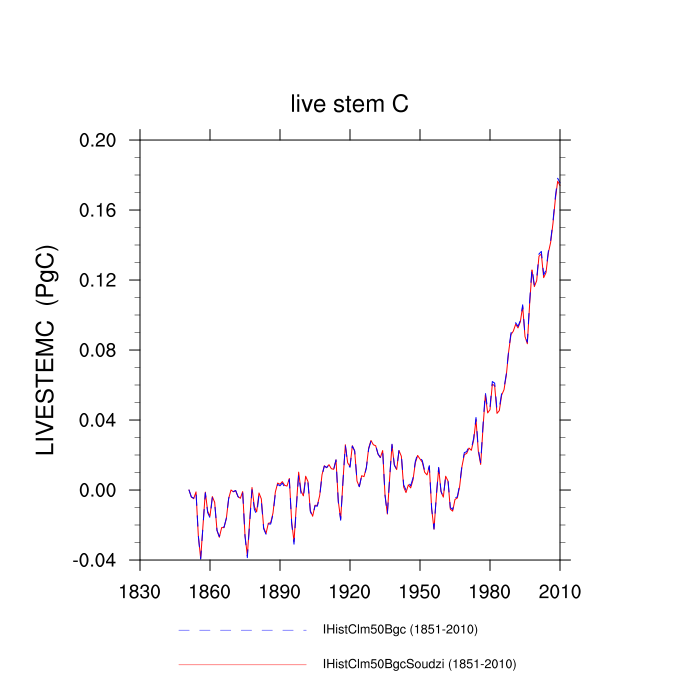 live stem C
LIVESTEMC (PgC)
0.20
0.16
0.12
0.08
0.04
0.00
-0.04
1830 1860 1890 1920 1950 1980 2010
IHistClm50Bgc (1851-2010)
IHistClm50BgcSoudzi (1851-2010)